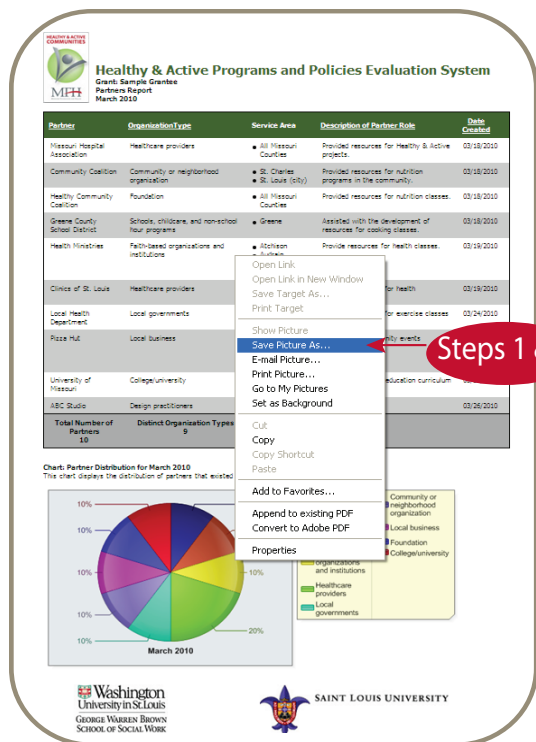 HEALTHY & ACTIVE
COMMUNITIES
MFH
Healthy & Active Programs and Policies Evaluation System
Grant: Sample Grantee
Partners Report
March 2010
Partner OrganizationType Service Area Description of Partner Role Date Created
Missouri Hospital Association Healthcare providers • All Missouri Counties Provided resources for Healthy & Active projects. 03/18/2010
Community Coalition Community or neighborhood organization • St. Charles • St. Louis (city) Provided resources for nutrition programs in the community. 03/18/2010
Healthy Community Coalition Foundation • All Missouri Counties Provided resources for nutrition classes. 03/18/2010
Greene County School District Schools, childcare, and non-school hour programs • Greene Assisted with the development of resources for cooking classes. 03/18/2010
Health Ministries Faith-based organizations and institutions • Atchison Provide resources for health classes. 03/19/2010
Clinics of St. Louis Healthcare providers for health 03/19/2010
Local Health Department Local governments for exercise classes 03/24/2010
Pizza Hut Local business events
University of Missouri College/university education curriculum
ABC Studio Design practitioners 03/26/2010
Total Number of Partners 10 Distinct Organization Types 9
Open Link
Open Link in New Window
Save Target As...
Print Target
Show Picture
Save Picture As...
E-mail Picture...
Print Picture...
Go to My Pictures
Set as Background
Cut
Copy
Copy Shortcut
Paste
Add to Favorites...
Append to existing PDF
Convert to Adobe PDF
Properties
Steps 1 &
Chart: Partner Distribution for March 2010
This chart displays the distribution of partners that existed
10%
10%
10%
10%
10%
10%
20%
March 2010
Community or
neighborhood
organization
Local business
Foundation
College/university
organizations
and institutions
Healthcare
providers
Local
governments
Washington
University in St.Louis
GEORGE WARREN BROWN
SCHOOL OF SOCIAL WORK
SAINT LOUIS UNIVERSITY